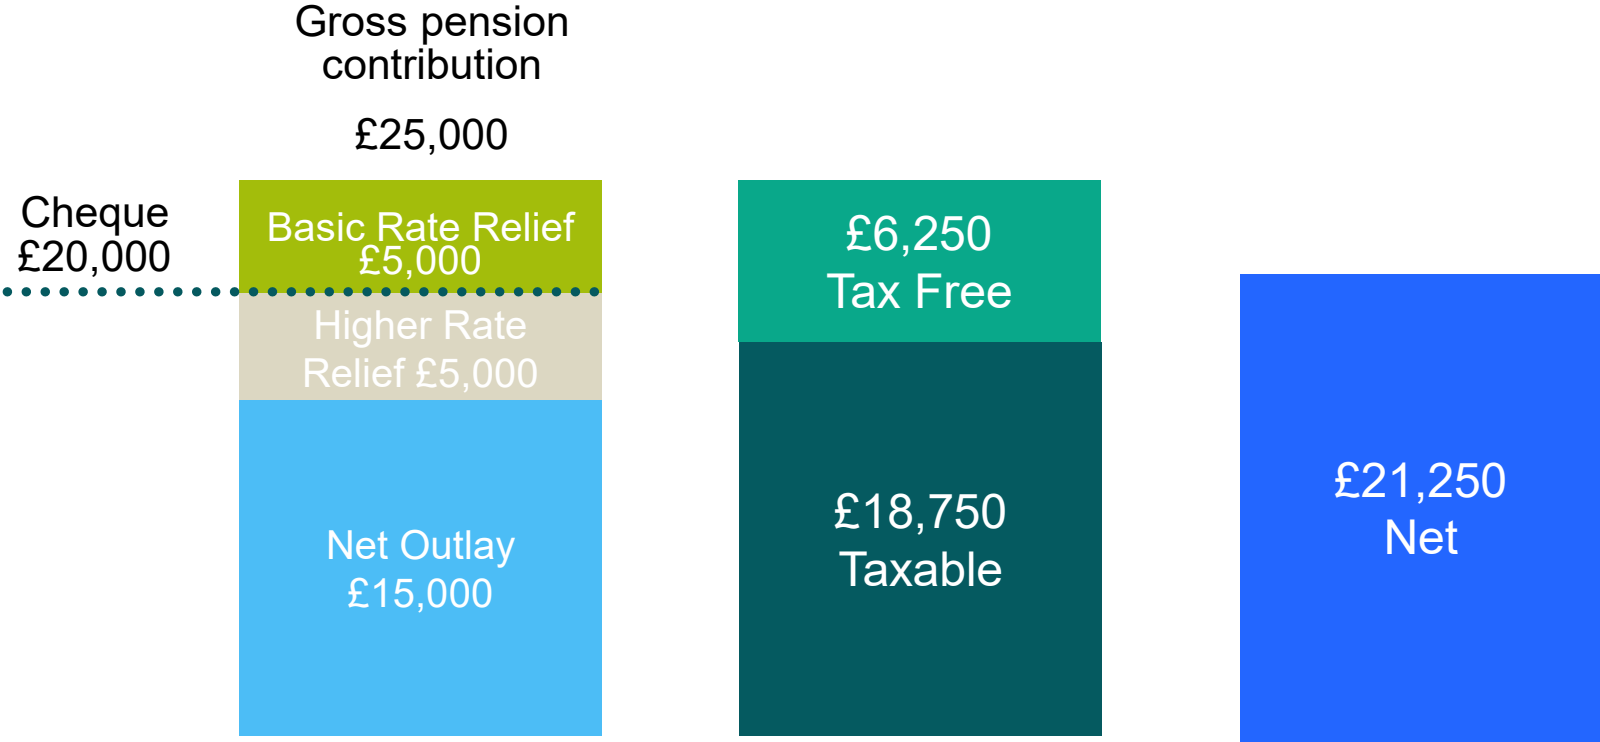 Gross pension
contribution
£25,000
Cheque
£20,000
Basic Rate Relief
£5,000
Higher Rate
Relief £5,000
Net Outlay
£15,000
£6,250
Tax Free
£18,750
Taxable
£21,250
Net